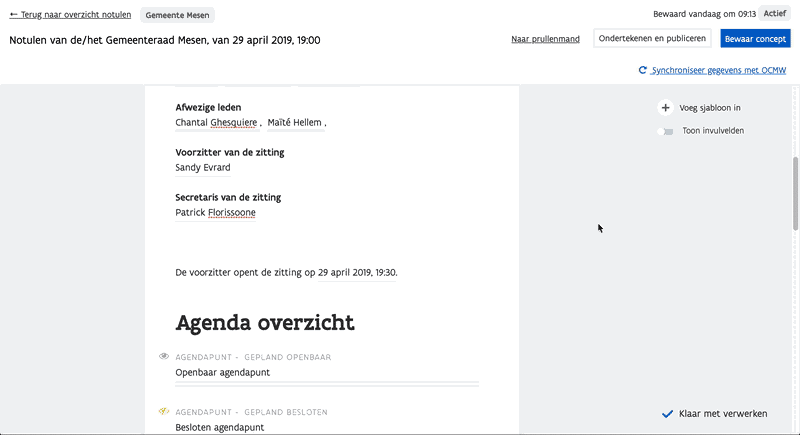 ← Terug naar overzicht notulen
Gemeente Mesen
Bewaard vandaag om 09:13
Actief
Notulen van de/het Gemeenteraad Mesen, van 29 april 2019, 19:00
Naar prullenmand
Ondertekenen en publiceren
Bewaar concept
Synchroniseer gegevens met OCMW
Afwezige leden
Chantal Ghesquiere , Maïté Hellem ,
Voeg sjabloon in
Toon invulvelden
Voorzitter van de zitting
Sandy Evrard
Secretaris van de zitting
Patrick Florissoone
De voorzitter opent de zitting op 29 april 2019, 19:30.
Agenda overzicht
AGENDAPUNT - GEPLAND OPENBAAR
Openbaar agendapunt
AGENDAPUNT - GEPLAND BESLOTEN
Besloten agendapunt
Klaar met verwerken